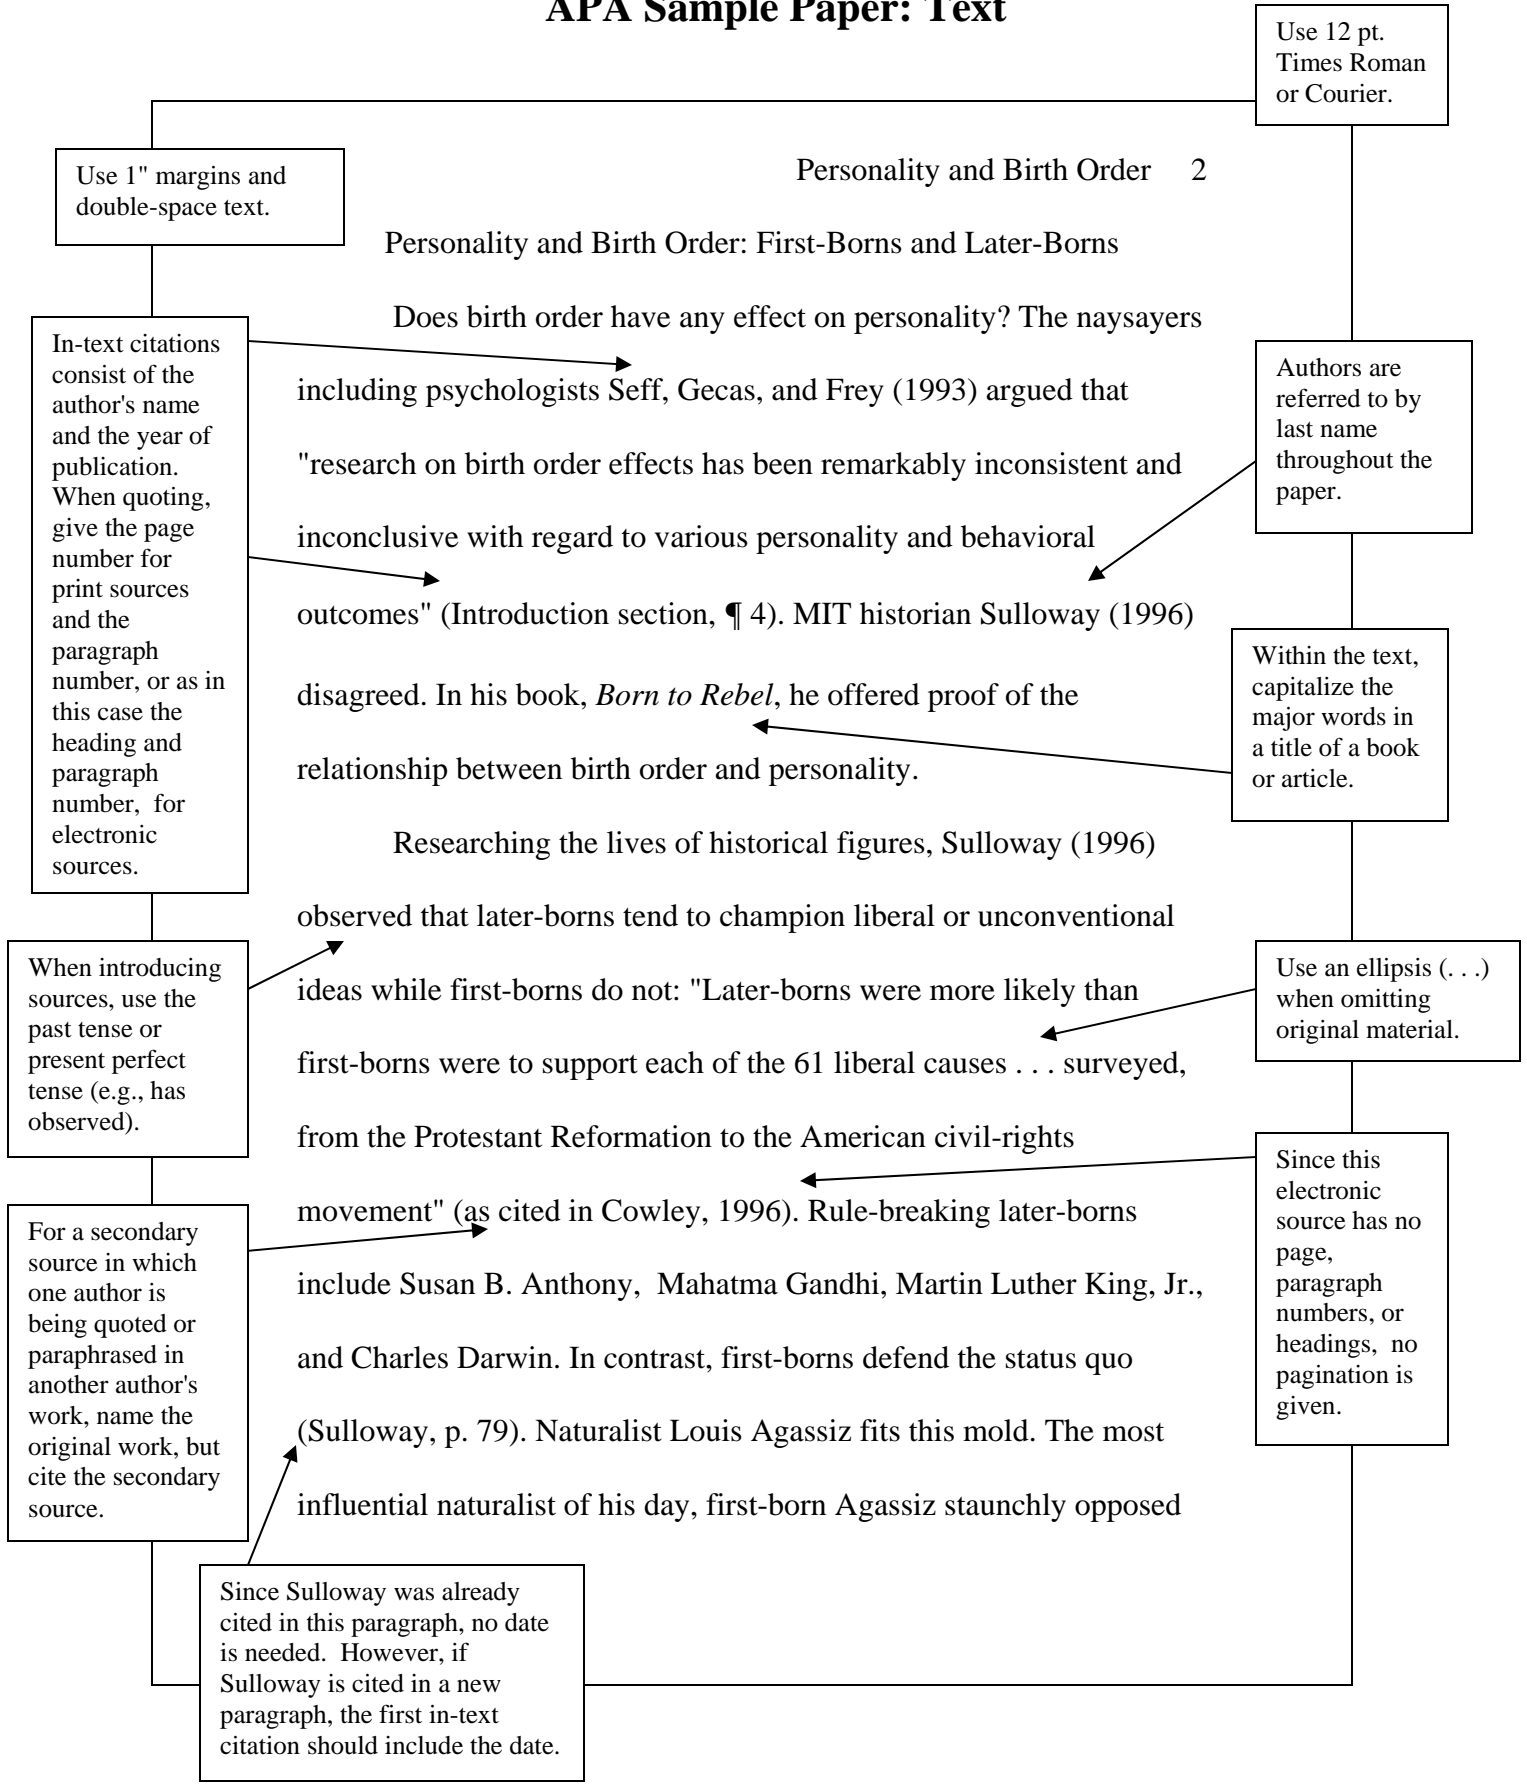 APA Sample Paper: Text
Use 12 pt.
Times Roman
or Courier.
Use 1" margins and
double-space text.
Personality and Birth Order 2
Personality and Birth Order: First-Borns and Later-Borns
Does birth order have any effect on personality? The naysayers
including psychologists Seff, Gecas, and Frey (1993) argued that
"research on birth order effects has been remarkably inconsistent and
inconclusive with regard to various personality and behavioral
outcomes" (Introduction section, ¶ 4). MIT historian Sulloway (1996)
disagreed. In his book, Born to Rebel, he offered proof of the
relationship between birth order and personality.
Researching the lives of historical figures, Sulloway (1996)
observed that later-borns tend to champion liberal or unconventional
ideas while first-borns do not: "Later-borns were more likely than
first-borns were to support each of the 61 liberal causes . . . surveyed,
from the Protestant Reformation to the American civil-rights
movement" (as cited in Cowley, 1996). Rule-breaking later-borns
include Susan B. Anthony, Mahatma Gandhi, Martin Luther King, Jr.,
and Charles Darwin. In contrast, first-borns defend the status quo
(Sulloway, p. 79). Naturalist Louis Agassiz fits this mold. The most
influential naturalist of his day, first-born Agassiz staunchly opposed
In-text citations
consist of the
author's name
and the year of
publication.
When quoting,
give the page
number for
print sources
and the
paragraph
number, or as in
this case the
heading and
paragraph
number, for
electronic
sources.
When introducing
sources, use the
past tense or
present perfect
tense (e.g., has
observed).
For a secondary
source in which
one author is
being quoted or
paraphrased in
another author's
work, name the
original work, but
cite the secondary
source.
Authors are
referred to by
last name
throughout the
paper.
Within the text,
capitalize the
major words in
a title of a book
or article.
Use an ellipsis (. . .)
when omitting
original material.
Since this
electronic
source has no
page,
paragraph
numbers, or
headings, no
pagination is
given.
Since Sulloway was already
cited in this paragraph, no date
is needed. However, if
Sulloway is cited in a new
paragraph, the first in-text
citation should include the date.